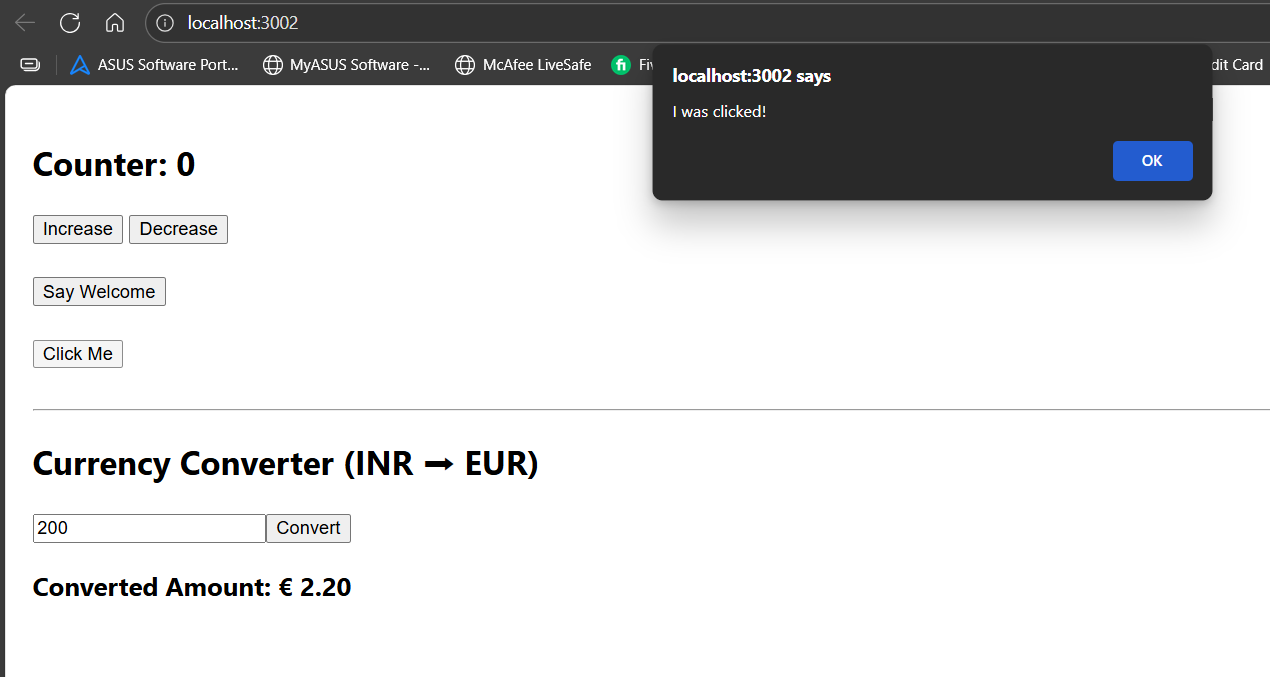 localhost:3002
ASUS Software Port...
MyASUS Software -...
McAfee LiveSafe
fi
dit Card
localhost:3002 says
I was clicked!
OK
Counter: 0
Increase Decrease
Say Welcome
Click Me
Currency Converter (INR ➞ EUR)
200 Convert
Converted Amount: € 2.20